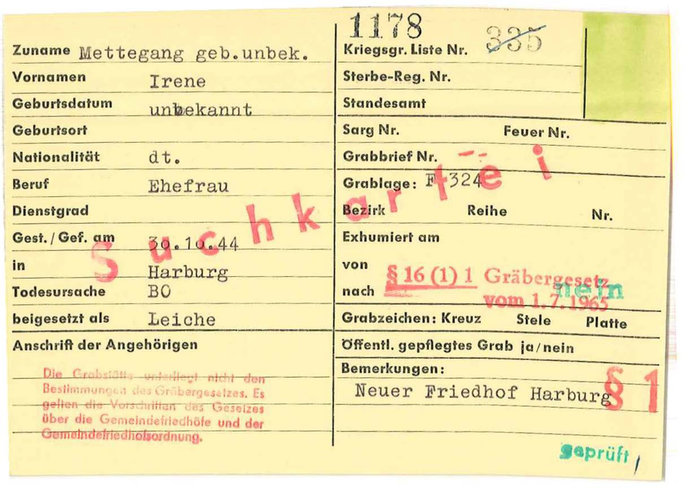 1178
335
Zuname Mettegang geb.unbek.
Kriegsgr. Liste Nr.
Vornamen Irene
Sterbe-Reg. Nr.
Geburtsdatum unbekannt
Standesamt
Geburtsort
Sarg Nr. Feuer Nr.
Nationalität dt.
Grabbrief Nr. --
Beruf Ehefrau
Grablage: F 324
Dienstgrad
Bezirk Reihe Nr.
Gest./Gef. am 30.10.44
Exhumiert am
in Harburg
von
nach
§ 16 (1) 1 Gräbergesetz
vom 1.7.1965
nein
Todesursache BO
beigesetzt als Leiche
Grabzeichen: Kreuz Stele Platte
Anschrift der Angehörigen
Öffentl. gepflegtes Grab ja/nein
Bemerkungen:
Neuer Friedhof Harburg
§ 1
Suchkartei
Die Grabstätte unterliegt nicht den
Bestimmungen des Gräbergesetzes. Es
gelten die Vorschriften des Gesetzes
über die Gemeindefriedhöfe und der
Gemeindefriedhofsordnung.
geprüft